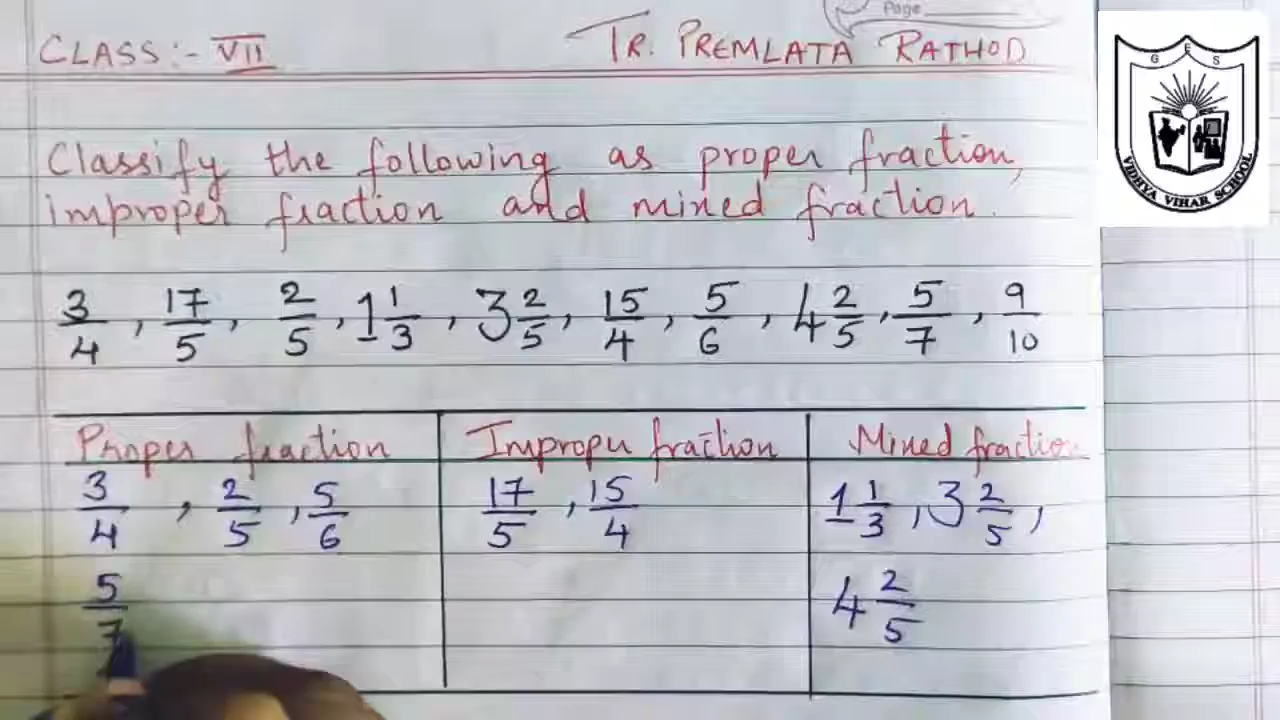 Page
CLASS:- VII TR. PREMLATA RATHOD
G E S
VIDHYA VIHAR SCHOOL
Classify the following as proper fraction,
improper fraction and mixed fraction.
3/4, 17/5, 2/5, 1 1/3, 3 2/5, 15/4, 5/6, 4 2/5, 5/7, 9/10
Proper fraction Improper fraction Mixed fraction
3/4, 2/5, 5/6 17/5, 15/4 1 1/3, 3 2/5,
5/7 4 2/5